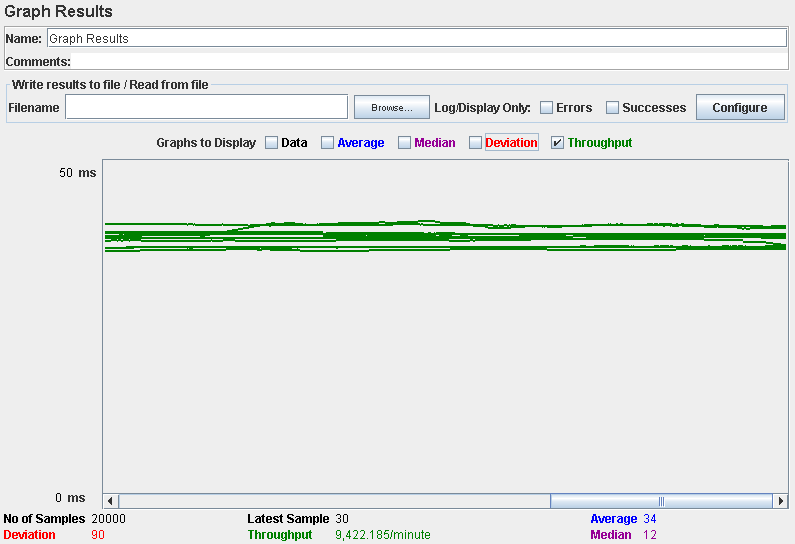 Graph Results
Name: Graph Results
Comments:
Write results to file / Read from file
Filename Browse... Log/Display Only: Errors Successes Configure
Graphs to Display Data Average Median Deviation Throughput
50 ms
0 ms
No of Samples 20000 Latest Sample 30 Average 34
Deviation 90 Throughput 9,422.185/minute Median 12